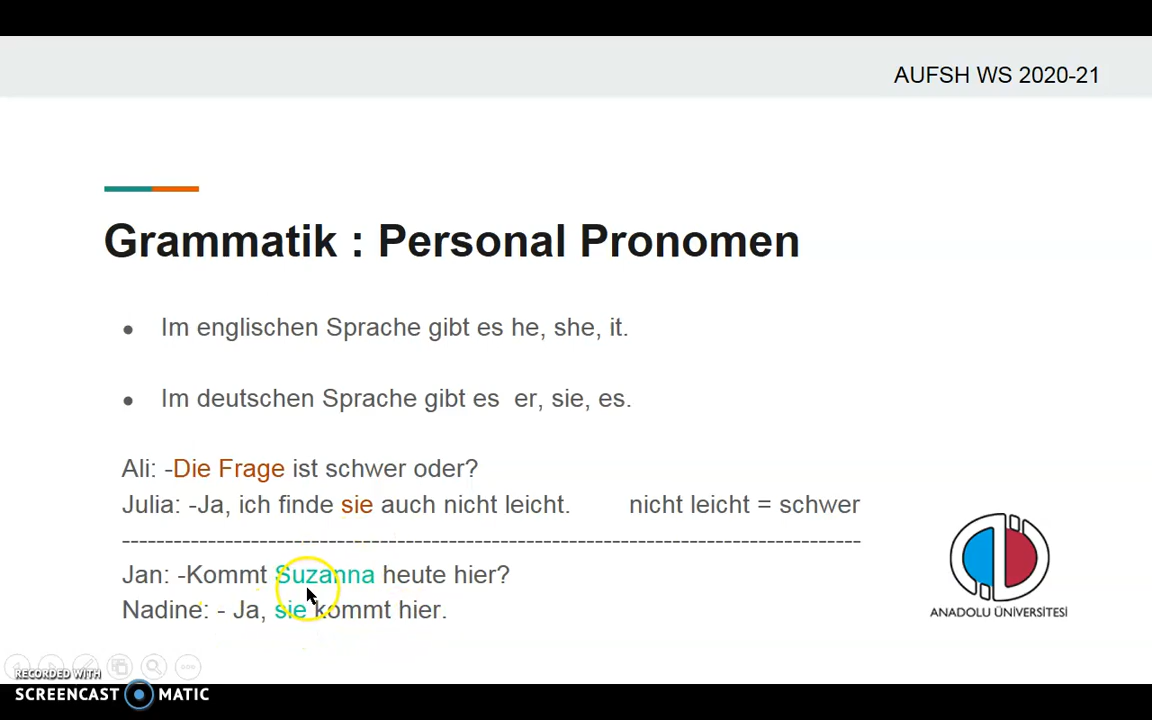 AUFSH WS 2020-21
Grammatik : Personal Pronomen
● Im englischen Sprache gibt es he, she, it.
● Im deutschen Sprache gibt es er, sie, es.
Ali: -Die Frage ist schwer oder?
Julia: -Ja, ich finde sie auch nicht leicht. nicht leicht = schwer
--------------------------------------------------------------------------------------
Jan: -Kommt Suzanna heute hier?
Nadine: - Ja, sie kommt hier.
ANADOLU ÜNİVERSİTESİ
RECORDED WITH
SCREENCAST MATIC